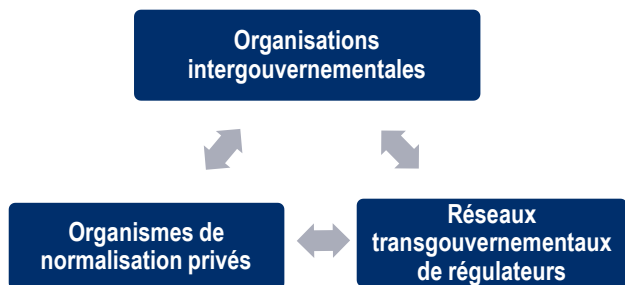 Organisations
intergouvernementales
Organismes de
normalisation privés
Réseaux
transgouvernementaux
de régulateurs